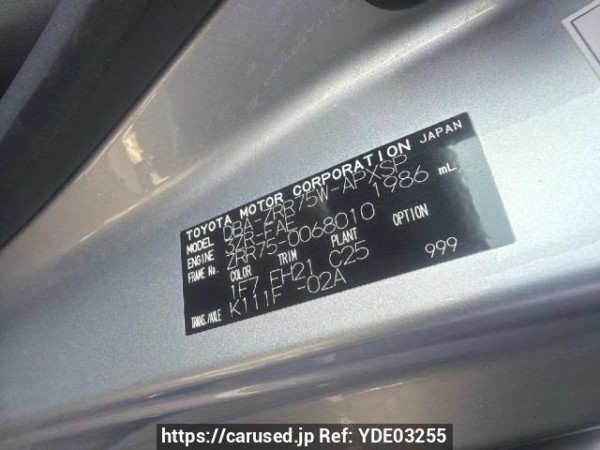 TOYOTA MOTOR CORPORATION JAPAN
MODEL DBA-ZRR75W-APXSP
ENGINE 3ZR-FAE 1986 mL
FRAME No. ZRR75-0068010
COLOR TRIM PLANT OPTION
1F7 FH21 C25 999
TRANS./AXLE K111F -02A
https://carused.jp Ref: YDE03255